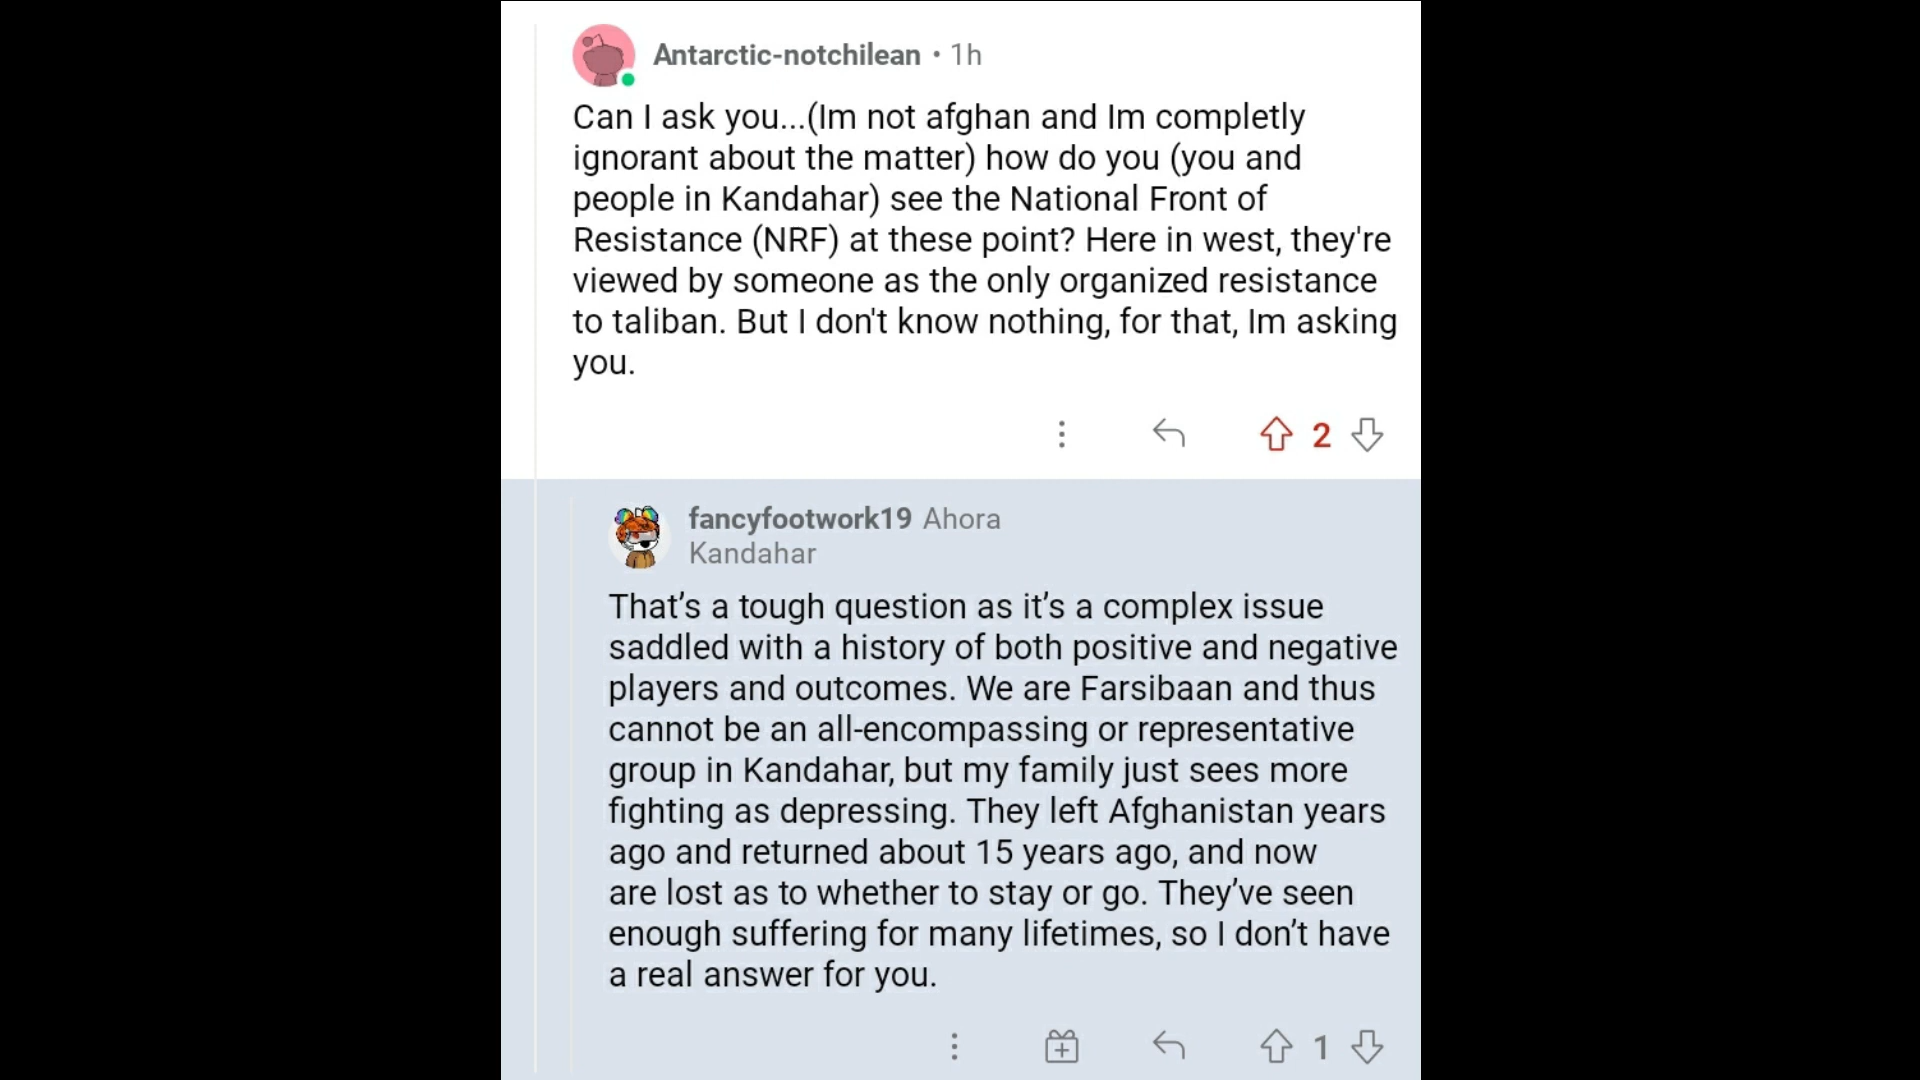 Antarctic-notchilean • 1h
Can I ask you...(Im not afghan and Im completly
ignorant about the matter) how do you (you and
people in Kandahar) see the National Front of
Resistance (NRF) at these point? Here in west, they're
viewed by someone as the only organized resistance
to taliban. But I don't know nothing, for that, Im asking
you.
2
fancyfootwork19 Ahora
Kandahar
That’s a tough question as it’s a complex issue
saddled with a history of both positive and negative
players and outcomes. We are Farsibaan and thus
cannot be an all-encompassing or representative
group in Kandahar, but my family just sees more
fighting as depressing. They left Afghanistan years
ago and returned about 15 years ago, and now
are lost as to whether to stay or go. They’ve seen
enough suffering for many lifetimes, so I don’t have
a real answer for you.
1